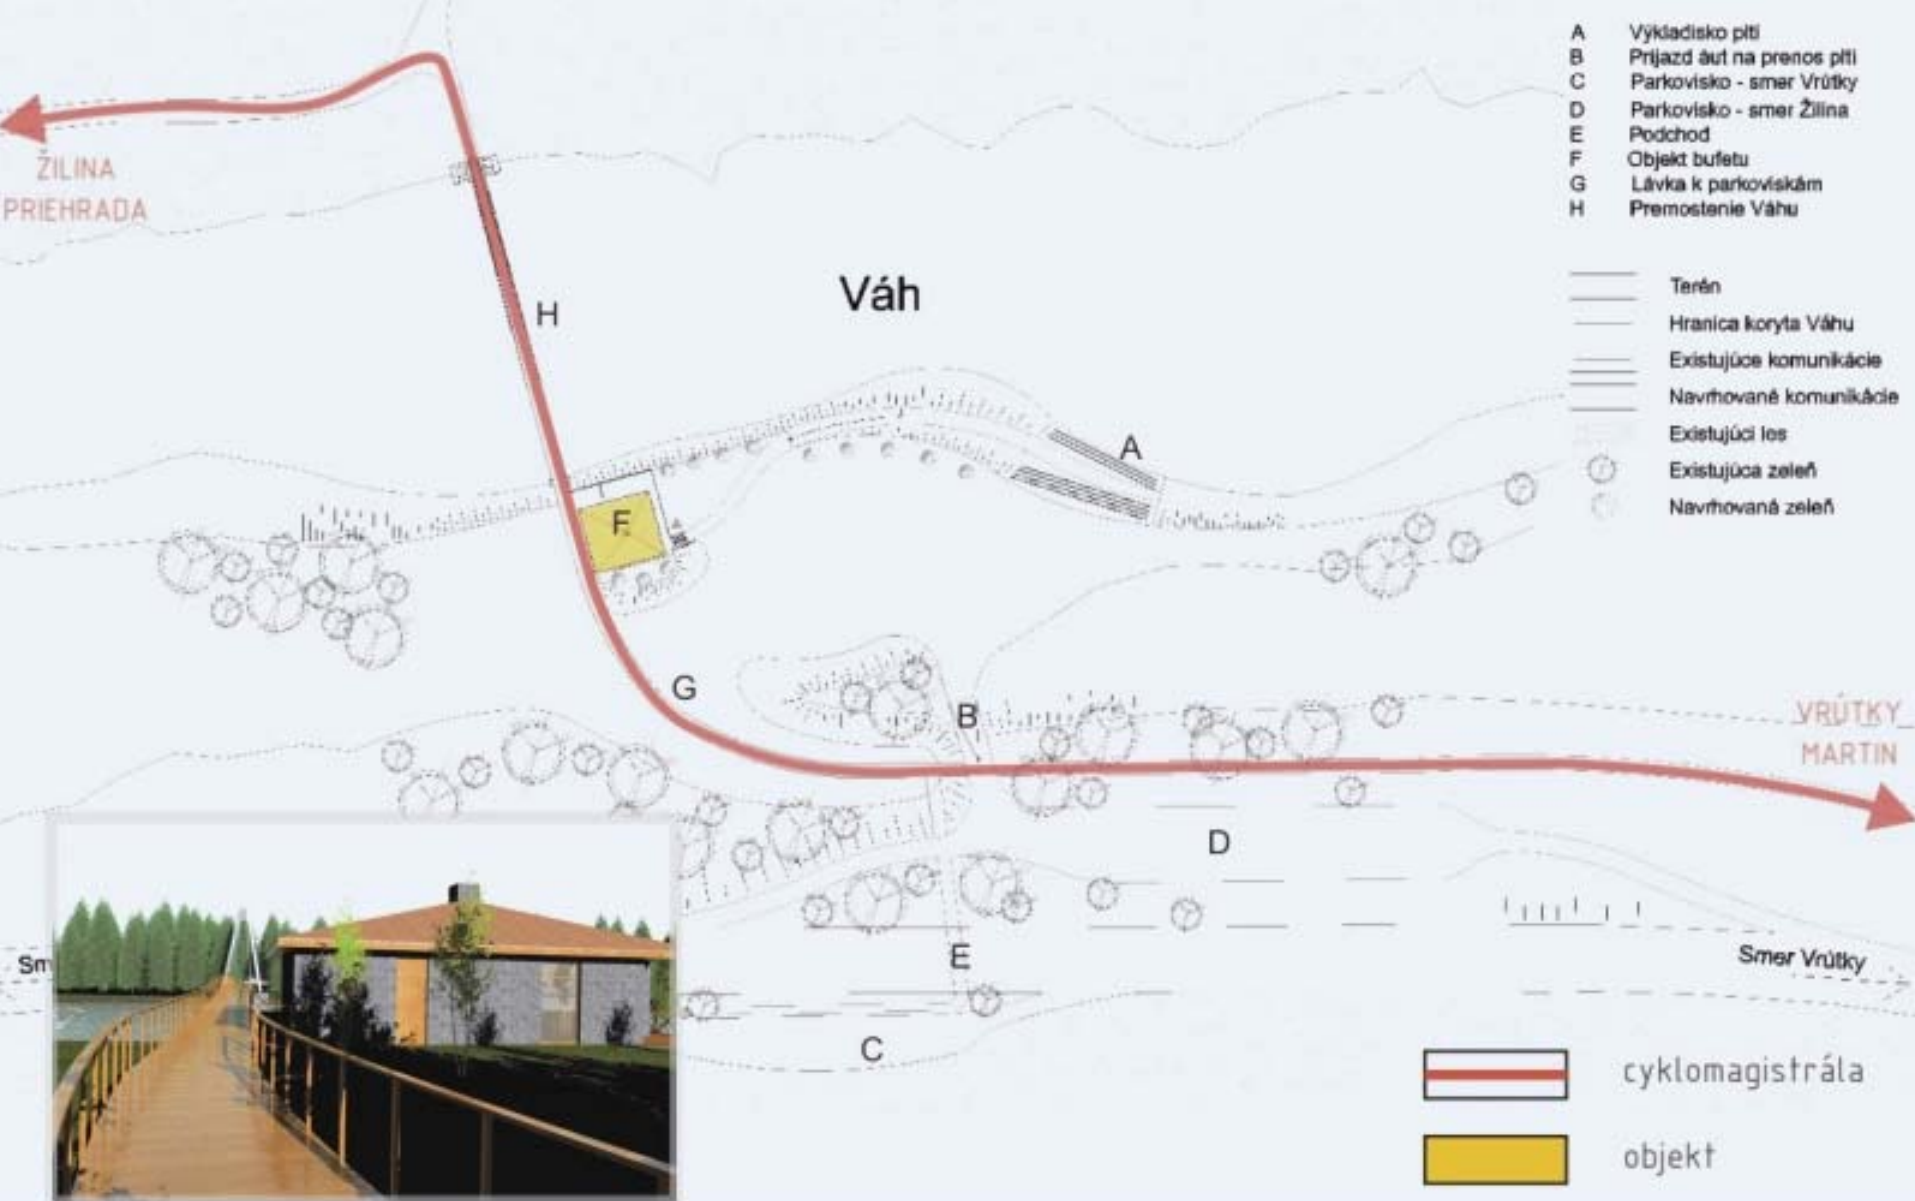 A Výkladisko pltí
B Príjazd áut na prenos pltí
C Parkovisko - smer Vrútky
D Parkovisko - smer Žilina
E Podchod
F Objekt bufetu
G Lávka k parkoviskám
H Premostenie Váhu
ŽILINA
PRIEHRADA
Váh
H
Terén
Hranica koryta Váhu
Existujúce komunikácie
Navrhované komunikácie
Existujúci les
Existujúca zeleň
Navrhovaná zeleň
A
F
G
B
VRÚTKY
MARTIN
D
E
Sm
Smer Vrútky
C
cyklomagistrála
objekt